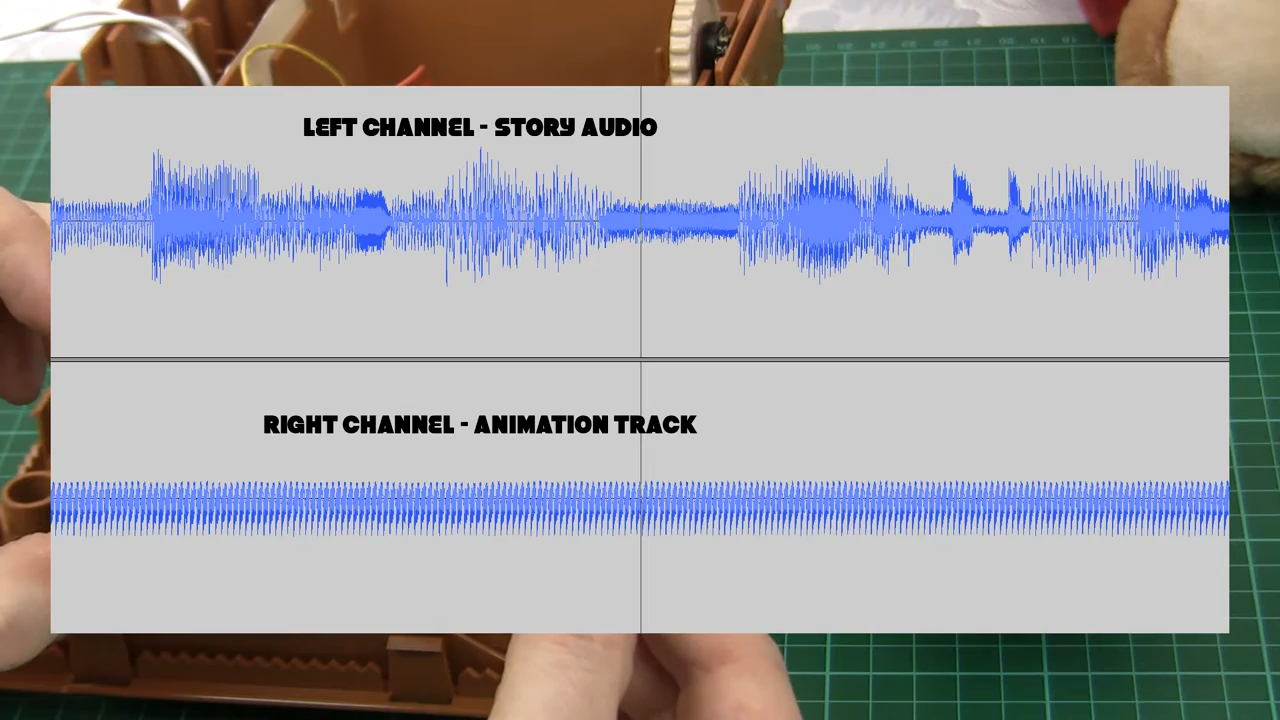 LEFT CHANNEL - STORY AUDIO
RIGHT CHANNEL - ANIMATION TRACK